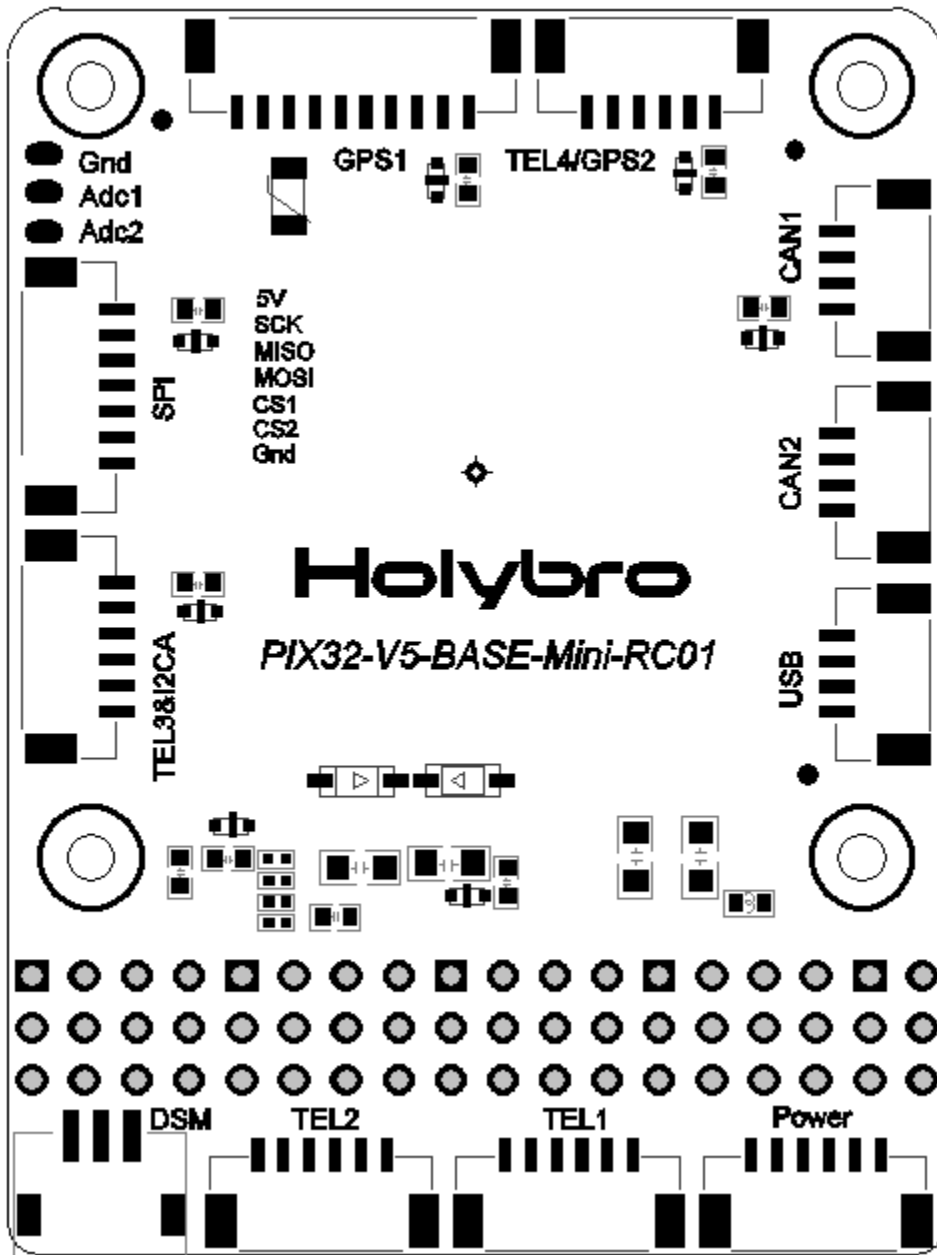 GPS1
TEL4/GPS2
Gnd
Adc1
Adc2
CAN1
5V
SCK
MISO
MOSI
CS1
CS2
Gnd
SPI
CAN2
Holybro
PIX32-V5-BASE-Mini-RC01
TEL3&I2CA
USB
DSM
TEL2
TEL1
Power